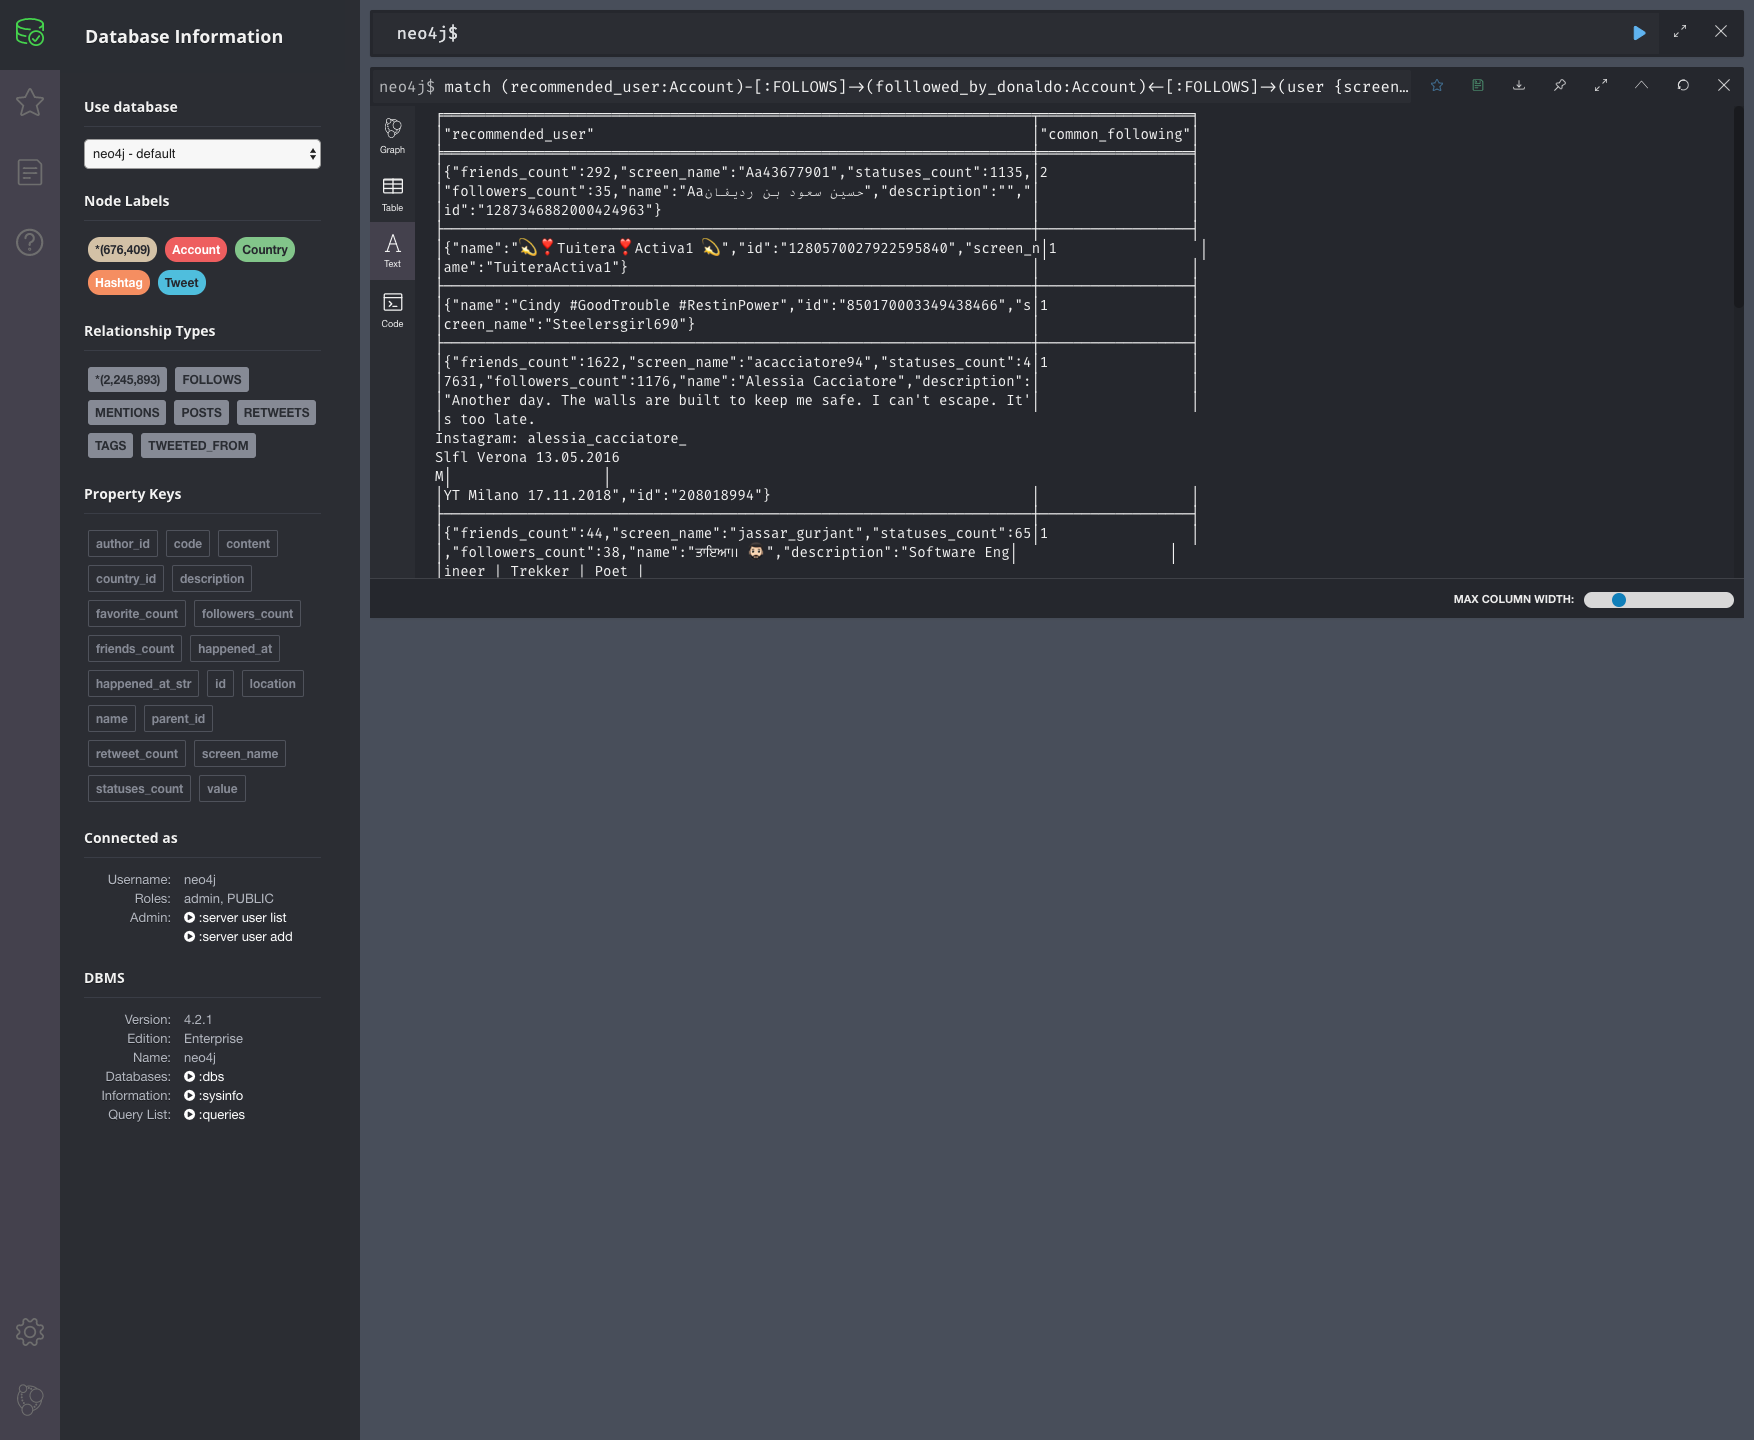 Database Information
Use database
neo4j - default
Node Labels
*(676,409) Account Country
Hashtag Tweet
Relationship Types
*(2,245,893) FOLLOWS
MENTIONS POSTS RETWEETS
TAGS TWEETED_FROM
Property Keys
author_id code content
country_id description
favorite_count followers_count
friends_count happened_at
happened_at_str id location
name parent_id
retweet_count screen_name
statuses_count value
Connected as
Username: neo4j
Roles: admin, PUBLIC
Admin: :server user list
:server user add
DBMS
Version: 4.2.1
Edition: Enterprise
Name: neo4j
Databases: :dbs
Information: :sysinfo
Query List: :queries
neo4j$
neo4j$ match (recommended_user:Account)-[:FOLLOWS]->(folllowed_by_donaldo:Account)<-[:FOLLOWS]->(user {screen…
Graph
Table
Text
Code
"recommended_user" "common_following"
{"friends_count":292,"screen_name":"Aa43677901","statuses_count":1135, 2
"followers_count":35,"name":"Aaحسين سعود بن رديفان","description":"","
id":"1287346882000424963"}
{"name":"💫❣️Tuitera❣️Activa1 💫","id":"1280570027922595840","screen_n 1
ame":"TuiteraActiva1"}
{"name":"Cindy #GoodTrouble #RestinPower","id":"850170003349438466","s 1
creen_name":"Steelersgirl690"}
{"friends_count":1622,"screen_name":"acacciatore94","statuses_count":4 1
7631,"followers_count":1176,"name":"Alessia Cacciatore","description":
"Another day. The walls are built to keep me safe. I can't escape. It'
s too late.
Instagram: alessia_cacciatore_
Slfl Verona 13.05.2016
M
YT Milano 17.11.2018","id":"208018994"}
{"friends_count":44,"screen_name":"jassar_gurjant","statuses_count":65 1
,"followers_count":38,"name":"ਤਾਇਆ।। 👳🏻","description":"Software Eng
ineer | Trekker | Poet |
MAX COLUMN WIDTH: